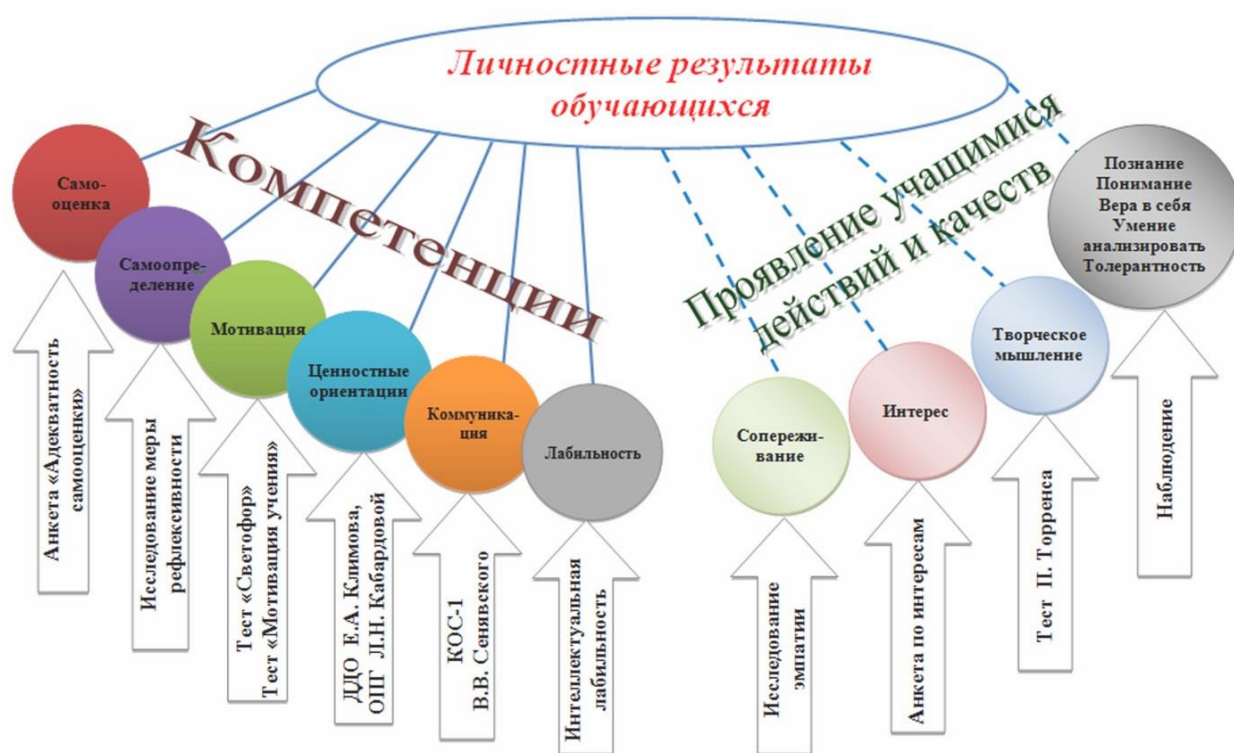 Личностные результаты
обучающихся
Компетенции
Проявление учащимися
действий и качеств
Само-
оценка
Самоопре-
деление
Мотивация
Ценностные
ориентации
Коммуника-
ция
Лабильность
Сопережи-
вание
Интерес
Творческое
мышление
Познание
Понимание
Вера в себя
Умение
анализировать
Толерантность
Анкета «Адекватность
самооценки»
Исследование меры
рефлексивности
Тест «Светофор»
Тест «Мотивация учения»
ДДО Е.А. Климова,
ОПГ Л.Н. Кабардовой
КОС-1
В.В. Сенявского
Интеллектуальная
лабильность
Исследование
эмпатии
Анкета по интересам
Тест П. Торренса
Наблюдение